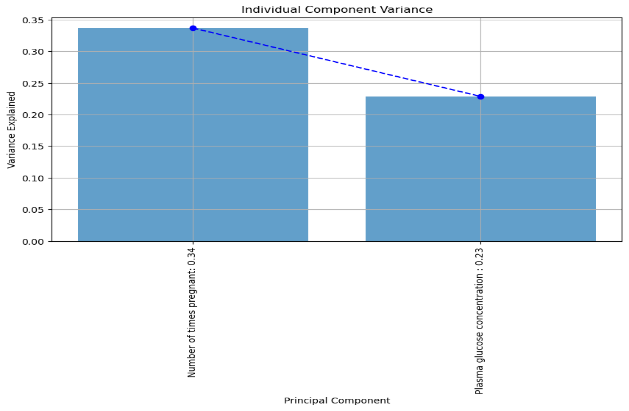 Individual Component Variance
Variance Explained
0.35
0.30
0.25
0.20
0.15
0.10
0.05
0.00
Number of times pregnant: 0.34
Plasma glucose concentration : 0.23
Principal Component